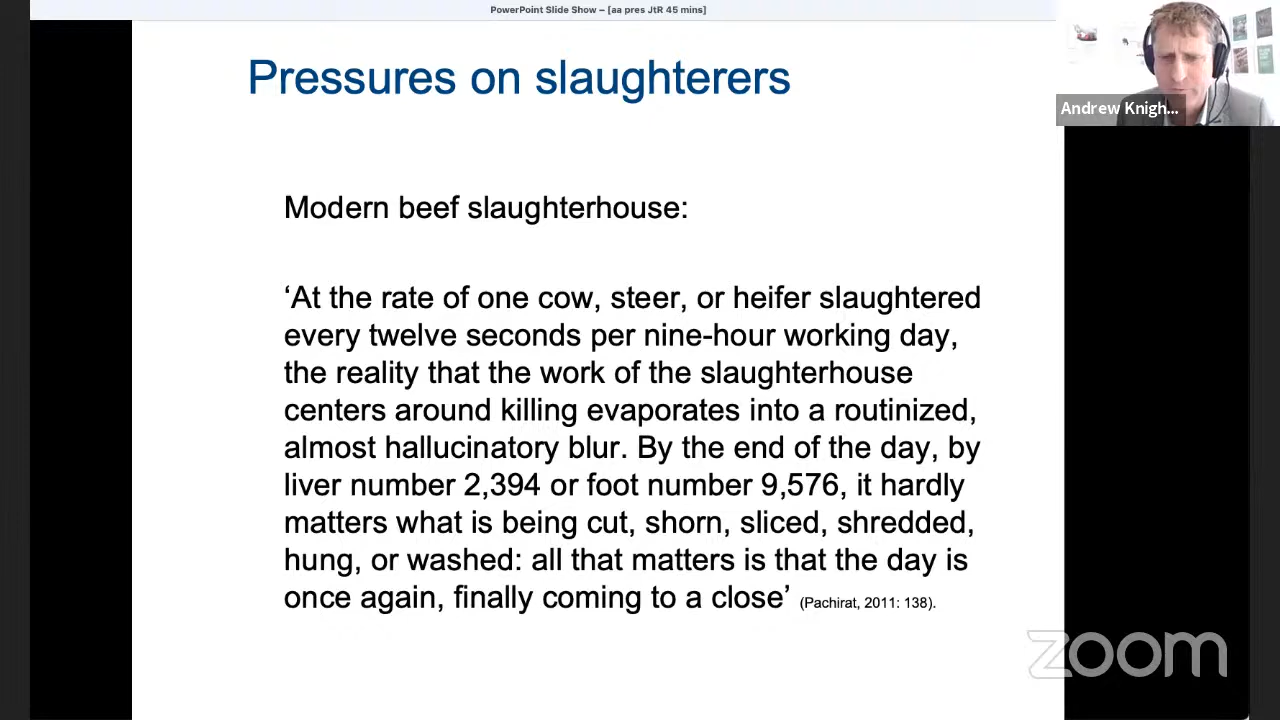 PowerPoint Slide Show – [aa pres JtR 45 mins]
Andrew Knigh...
Pressures on slaughterers
Modern beef slaughterhouse:
‘At the rate of one cow, steer, or heifer slaughtered
every twelve seconds per nine-hour working day,
the reality that the work of the slaughterhouse
centers around killing evaporates into a routinized,
almost hallucinatory blur. By the end of the day, by
liver number 2,394 or foot number 9,576, it hardly
matters what is being cut, shorn, sliced, shredded,
hung, or washed: all that matters is that the day is
once again, finally coming to a close’ (Pachirat, 2011: 138).
zoom